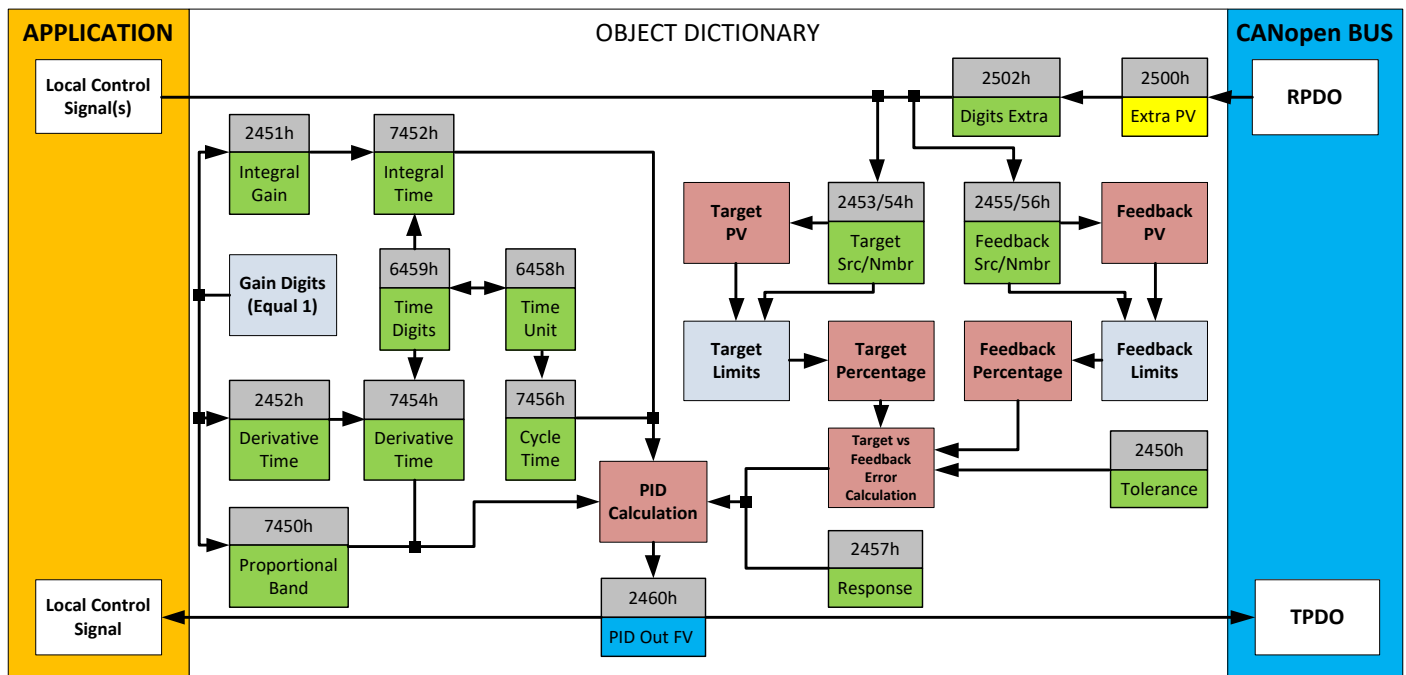 APPLICATION
OBJECT DICTIONARY
CANopen BUS
Local Control
Signal(s)
2502h
Digits Extra
2500h
Extra PV
RPDO
2451h
Integral
Gain
7452h
Integral
Time
Target
PV
2453/54h
Target
Src/Nmbr
2455/56h
Feedback
Src/Nmbr
Feedback
PV
Gain Digits
(Equal 1)
6459h
Time
Digits
6458h
Time
Unit
Target
Limits
Target
Percentage
Feedback
Percentage
Feedback
Limits
2452h
Derivative
Time
7454h
Derivative
Time
7456h
Cycle
Time
Target vs
Feedback
Error
Calculation
2450h
Tolerance
PID
Calculation
7450h
Proportional
Band
2457h
Response
Local Control
Signal
2460h
PID Out FV
TPDO